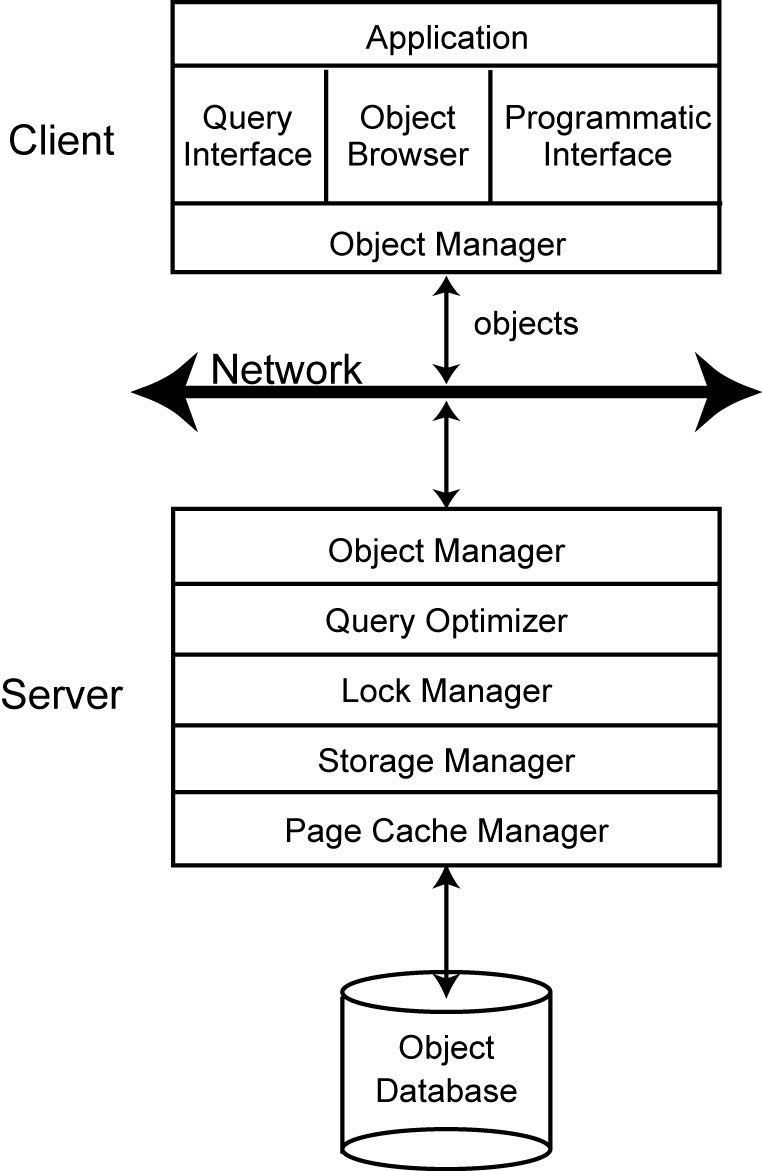 Application
Client
Query
Interface
Object
Browser
Programmatic
Interface
Object Manager
objects
Network
Object Manager
Query Optimizer
Server
Lock Manager
Storage Manager
Page Cache Manager
Object
Database